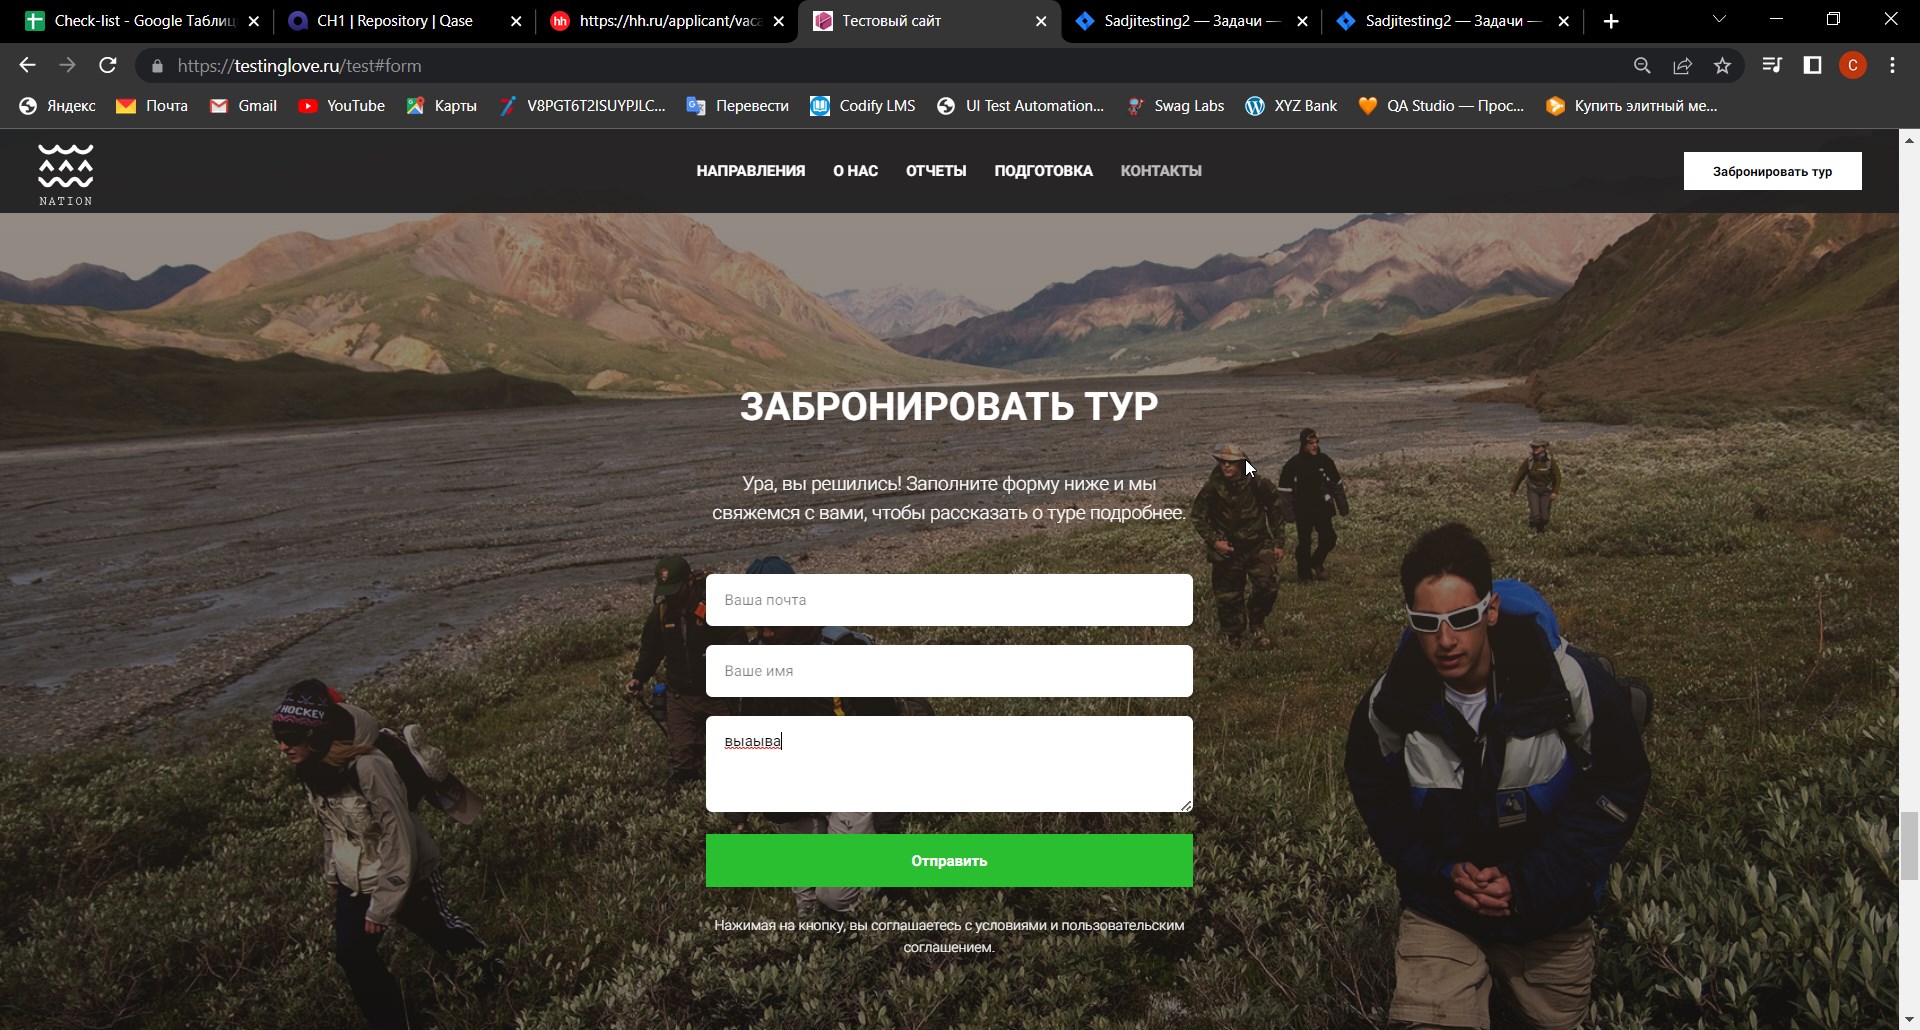 Check-list - Google Таблиц
CH1 | Repository | Qase
https://hh.ru/applicant/vaca
Тестовый сайт
Sadjitesting2 — Задачи —
Sadjitesting2 — Задачи —
https://testinglove.ru/test#form
C
Яндекс
Почта
Gmail
YouTube
Карты
V8PGT6T2ISUYPJLC...
Перевести
Codify LMS
UI Test Automation...
Swag Labs
XYZ Bank
QA Studio — Прос...
Купить элитный ме...
NATION
НАПРАВЛЕНИЯ
О НАС
ОТЧЕТЫ
ПОДГОТОВКА
КОНТАКТЫ
Забронировать тур
ЗАБРОНИРОВАТЬ ТУР
Ура, вы решились! Заполните форму ниже и мы
свяжемся с вами, чтобы рассказать о туре подробнее.
Ваша почта
Ваше имя
выаыва
HOCKEY
Отправить
Нажимая на кнопку, вы соглашаетесь с условиями и пользовательским
соглашением.